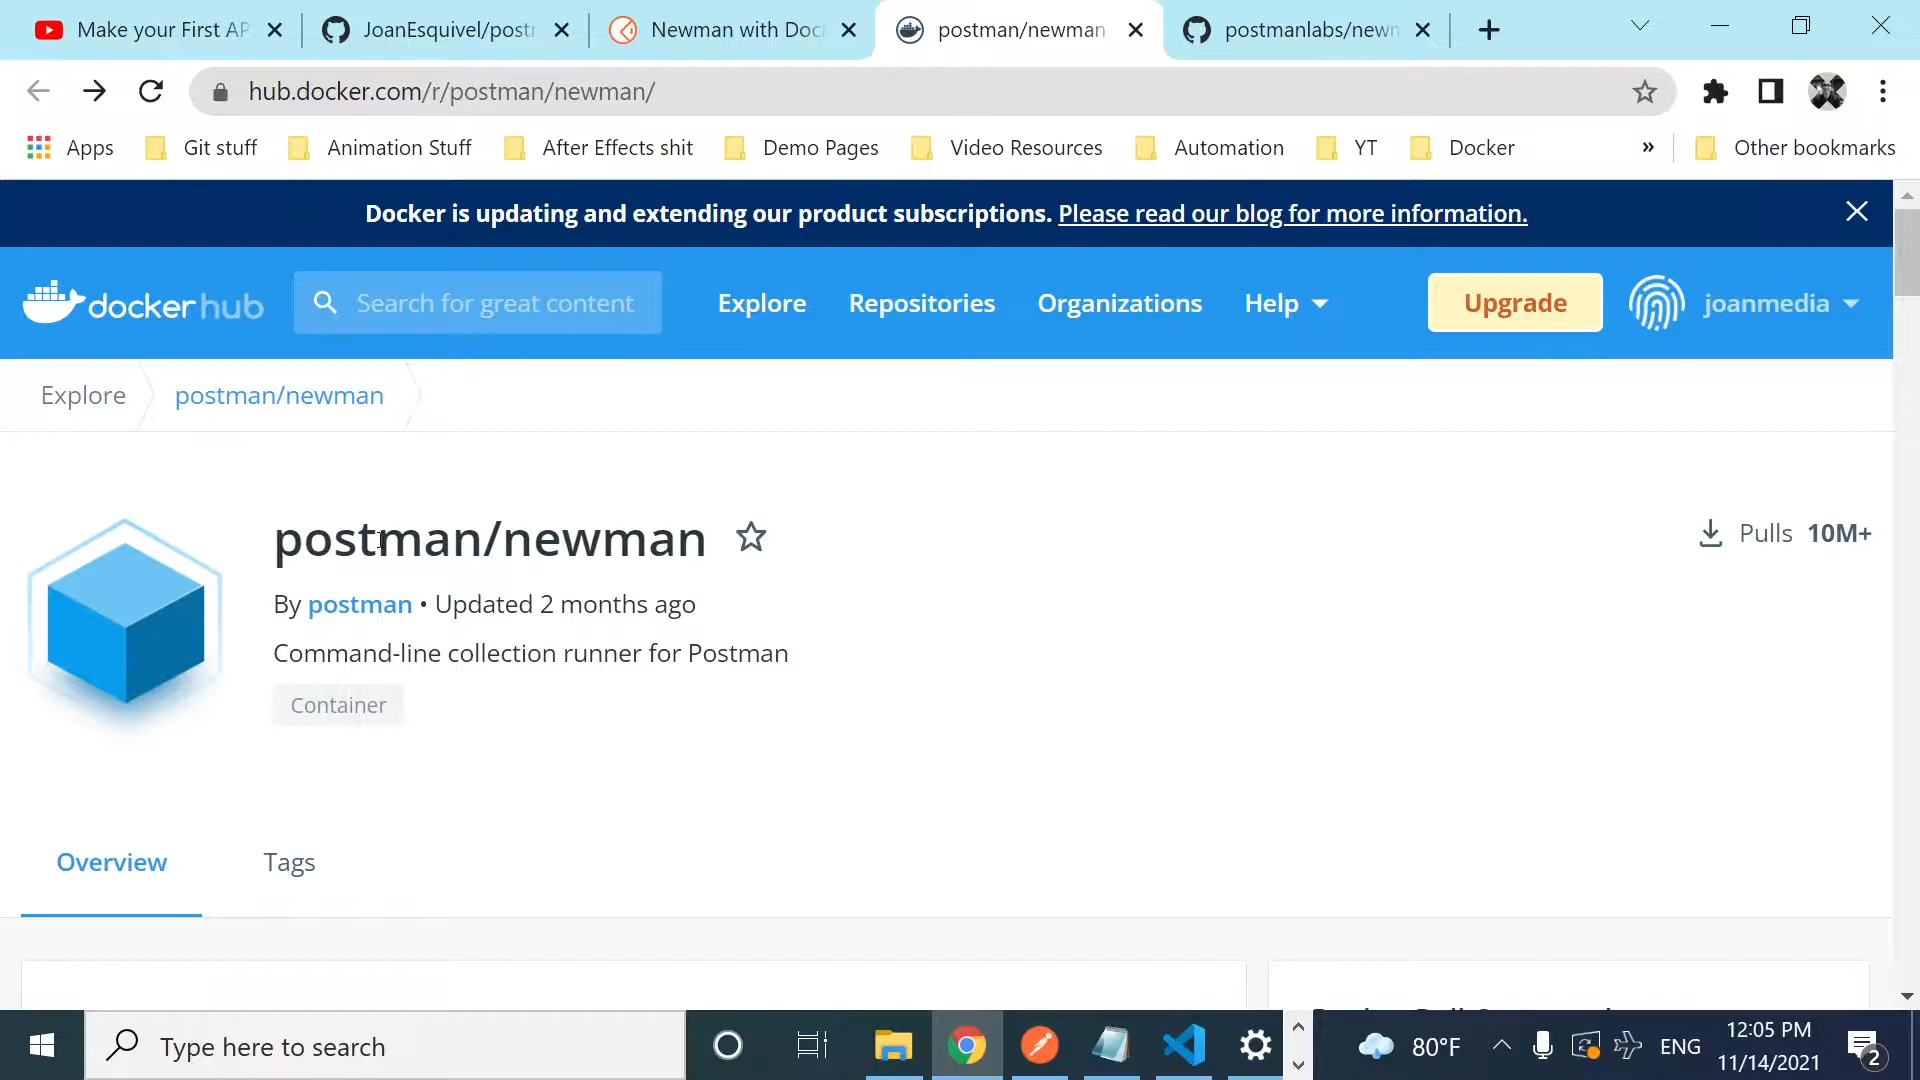 Make your First AP
JoanEsquivel/postr
Newman with Doc
postman/newman
postmanlabs/newn
hub.docker.com/r/postman/newman/
Apps
Git stuff
Animation Stuff
After Effects shit
Demo Pages
Video Resources
Automation
YT
Docker
»
Other bookmarks
Docker is updating and extending our product subscriptions. Please read our blog for more information.
dockerhub
Search for great content
Explore
Repositories
Organizations
Help
Upgrade
joanmedia
Explore
postman/newman
postman/newman
Pulls 10M+
By postman • Updated 2 months ago
Command-line collection runner for Postman
Container
Overview
Tags
Type here to search
80°F
ENG
12:05 PM
11/14/2021
2